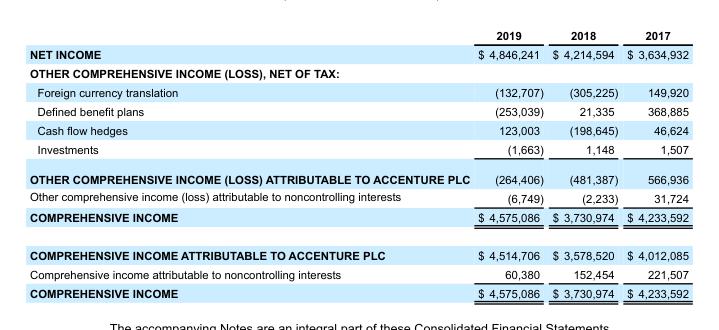 2019 2018 2017
NET INCOME $ 4,846,241 $ 4,214,594 $ 3,634,932
OTHER COMPREHENSIVE INCOME (LOSS), NET OF TAX:
Foreign currency translation (132,707) (305,225) 149,920
Defined benefit plans (253,039) 21,335 368,885
Cash flow hedges 123,003 (198,645) 46,624
Investments (1,663) 1,148 1,507
OTHER COMPREHENSIVE INCOME (LOSS) ATTRIBUTABLE TO ACCENTURE PLC (264,406) (481,387) 566,936
Other comprehensive income (loss) attributable to noncontrolling interests (6,749) (2,233) 31,724
COMPREHENSIVE INCOME $ 4,575,086 $ 3,730,974 $ 4,233,592
COMPREHENSIVE INCOME ATTRIBUTABLE TO ACCENTURE PLC $ 4,514,706 $ 3,578,520 $ 4,012,085
Comprehensive income attributable to noncontrolling interests 60,380 152,454 221,507
COMPREHENSIVE INCOME $ 4,575,086 $ 3,730,974 $ 4,233,592
The accompanying Notes are an integral part of these Consolidated Financial Statements